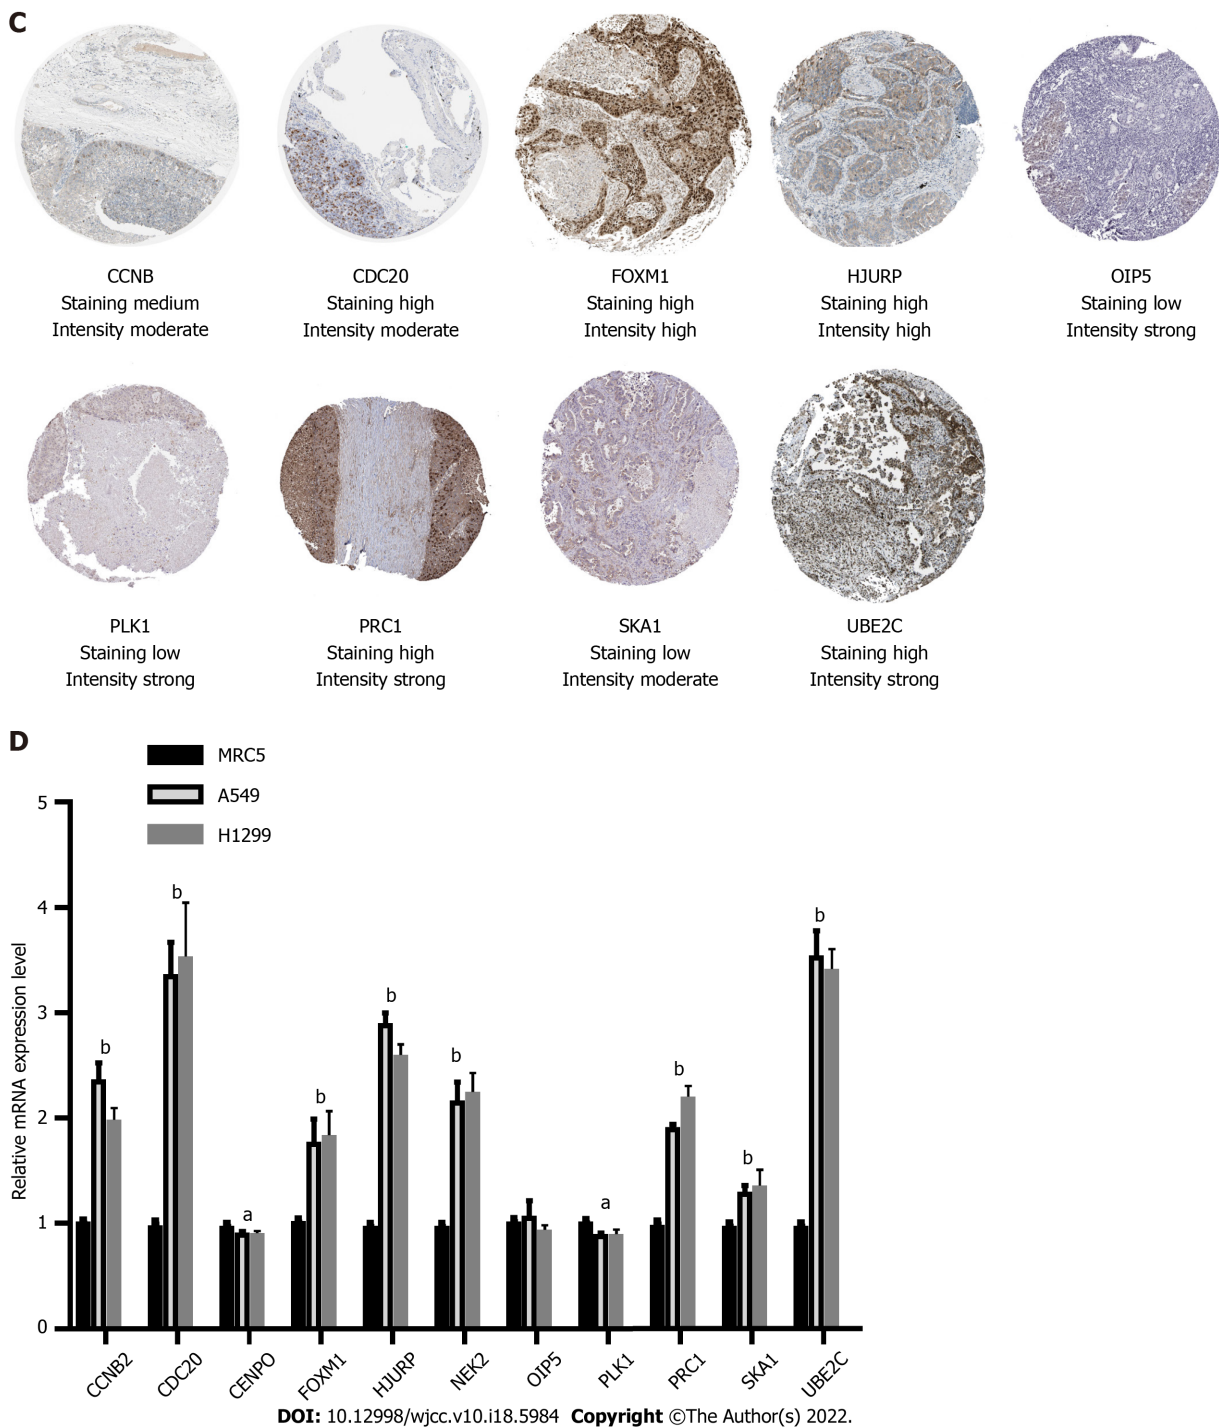 C
CCNB
Staining medium
Intensity moderate
CDC20
Staining high
Intensity moderate
FOXM1
Staining high
Intensity high
HJURP
Staining high
Intensity high
OIP5
Staining low
Intensity strong
PLK1
Staining low
Intensity strong
PRC1
Staining high
Intensity strong
SKA1
Staining low
Intensity moderate
UBE2C
Staining high
Intensity strong
D
MRC5
A549
H1299
Relative mRNA expression level
5
4
3
2
1
0
b
b
a
b
b
b
a
b
b
b
CCNB2
CDC20
CENPO
FOXM1
HJURP
NEK2
OIP5
PLK1
PRC1
SKA1
UBE2C
DOI: 10.12998/wjcc.v10.i18.5984 Copyright ©The Author(s) 2022.